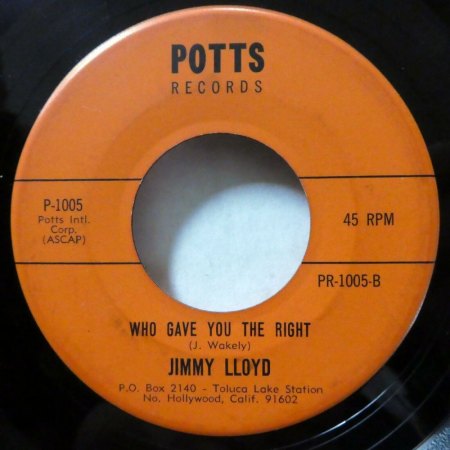 POTTS
RECORDS
P-1005
Potts Intl.
Corp.
(ASCAP)
45 RPM
PR-1005-B
WHO GAVE YOU THE RIGHT
(J. Wakely)
JIMMY LLOYD
P.O. Box 2140 - Toluca Lake Station
No. Hollywood, Calif. 91602